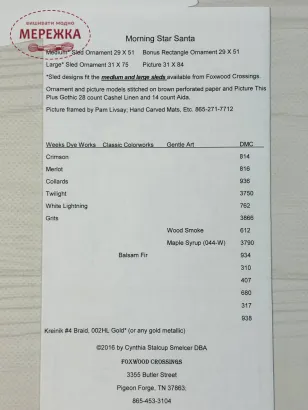 вишивати модно
МЕРЕЖКА
Morning Star Santa
Medium* Sled Ornament 29 X 51 Bonus Rectangle Ornament 29 X 51
Large* Sled Ornament 31 X 75 Picture 31 X 84
*Sled designs fit the medium and large sleds available from Foxwood Crossings.
Ornament and picture models stitched on brown perforated paper and Picture This
Plus Gothic 28 count Cashel Linen and 14 count Aida.
Picture framed by Pam Livsay; Hand Carved Mats, Etc. 865-271-7712
Weeks Dye Works Classic Colorworks Gentle Art DMC
Crimson 814
Merlot 816
Collards 936
Twilight 3750
White Lightning 762
Grits 3866
Wood Smoke 612
Maple Syrup (044-W) 3790
Balsam Fir 934
310
407
680
317
938
Kreinik #4 Braid, 002HL Gold* (or any gold metallic)
©2016 by Cynthia Stalcup Smelcer DBA
FOXWOOD CROSSINGS
3355 Butler Street
Pigeon Forge, TN 37863,
865-453-3104